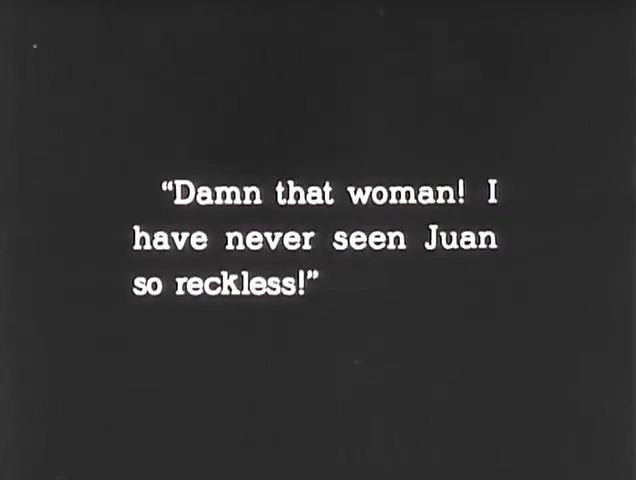 “Damn that woman! I
have never seen Juan
so reckless!”